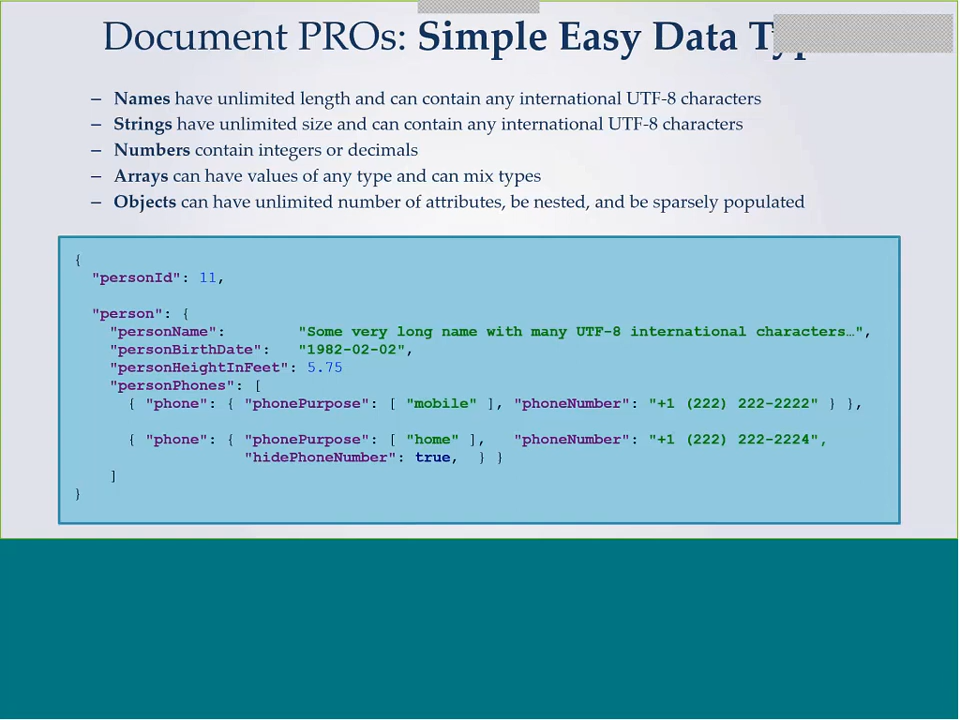 Document PROs: Simple Easy Data
– Names have unlimited length and can contain any international UTF-8 characters
– Strings have unlimited size and can contain any international UTF-8 characters
– Numbers contain integers or decimals
– Arrays can have values of any type and can mix types
– Objects can have unlimited number of attributes, be nested, and be sparsely populated
{
"personId": 11,
"person": {
"personName": "Some very long name with many UTF-8 international characters…",
"personBirthDate": "1982-02-02",
"personHeightInFeet": 5.75
"personPhones": [
{ "phone": { "phonePurpose": [ "mobile" ], "phoneNumber": "+1 (222) 222-2222" } },
{ "phone": { "phonePurpose": [ "home" ], "phoneNumber": "+1 (222) 222-2224",
"hidePhoneNumber": true, } }
]
}